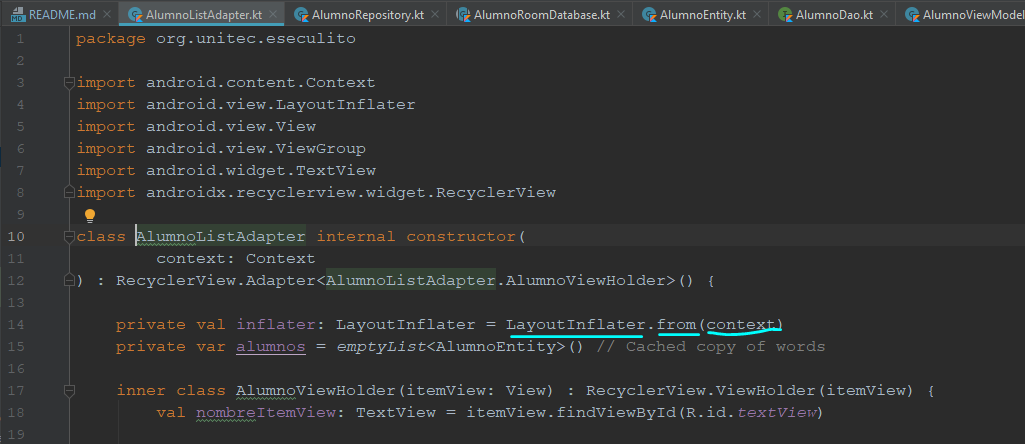 README.md AlumnoListAdapter.kt AlumnoRepository.kt AlumnoRoomDatabase.kt AlumnoEntity.kt AlumnoDao.kt AlumnoViewModel
1 package org.unitec.eseculito
2
3 import android.content.Context
4 import android.view.LayoutInflater
5 import android.view.View
6 import android.view.ViewGroup
7 import android.widget.TextView
8 import androidx.recyclerview.widget.RecyclerView
9
10 class AlumnoListAdapter internal constructor(
11 context: Context
12 ) : RecyclerView.Adapter<AlumnoListAdapter.AlumnoViewHolder>() {
13
14 private val inflater: LayoutInflater = LayoutInflater.from(context)
15 private var alumnos = emptyList<AlumnoEntity>() // Cached copy of words
16
17 inner class AlumnoViewHolder(itemView: View) : RecyclerView.ViewHolder(itemView) {
18 val nombreItemView: TextView = itemView.findViewById(R.id.textView)
19